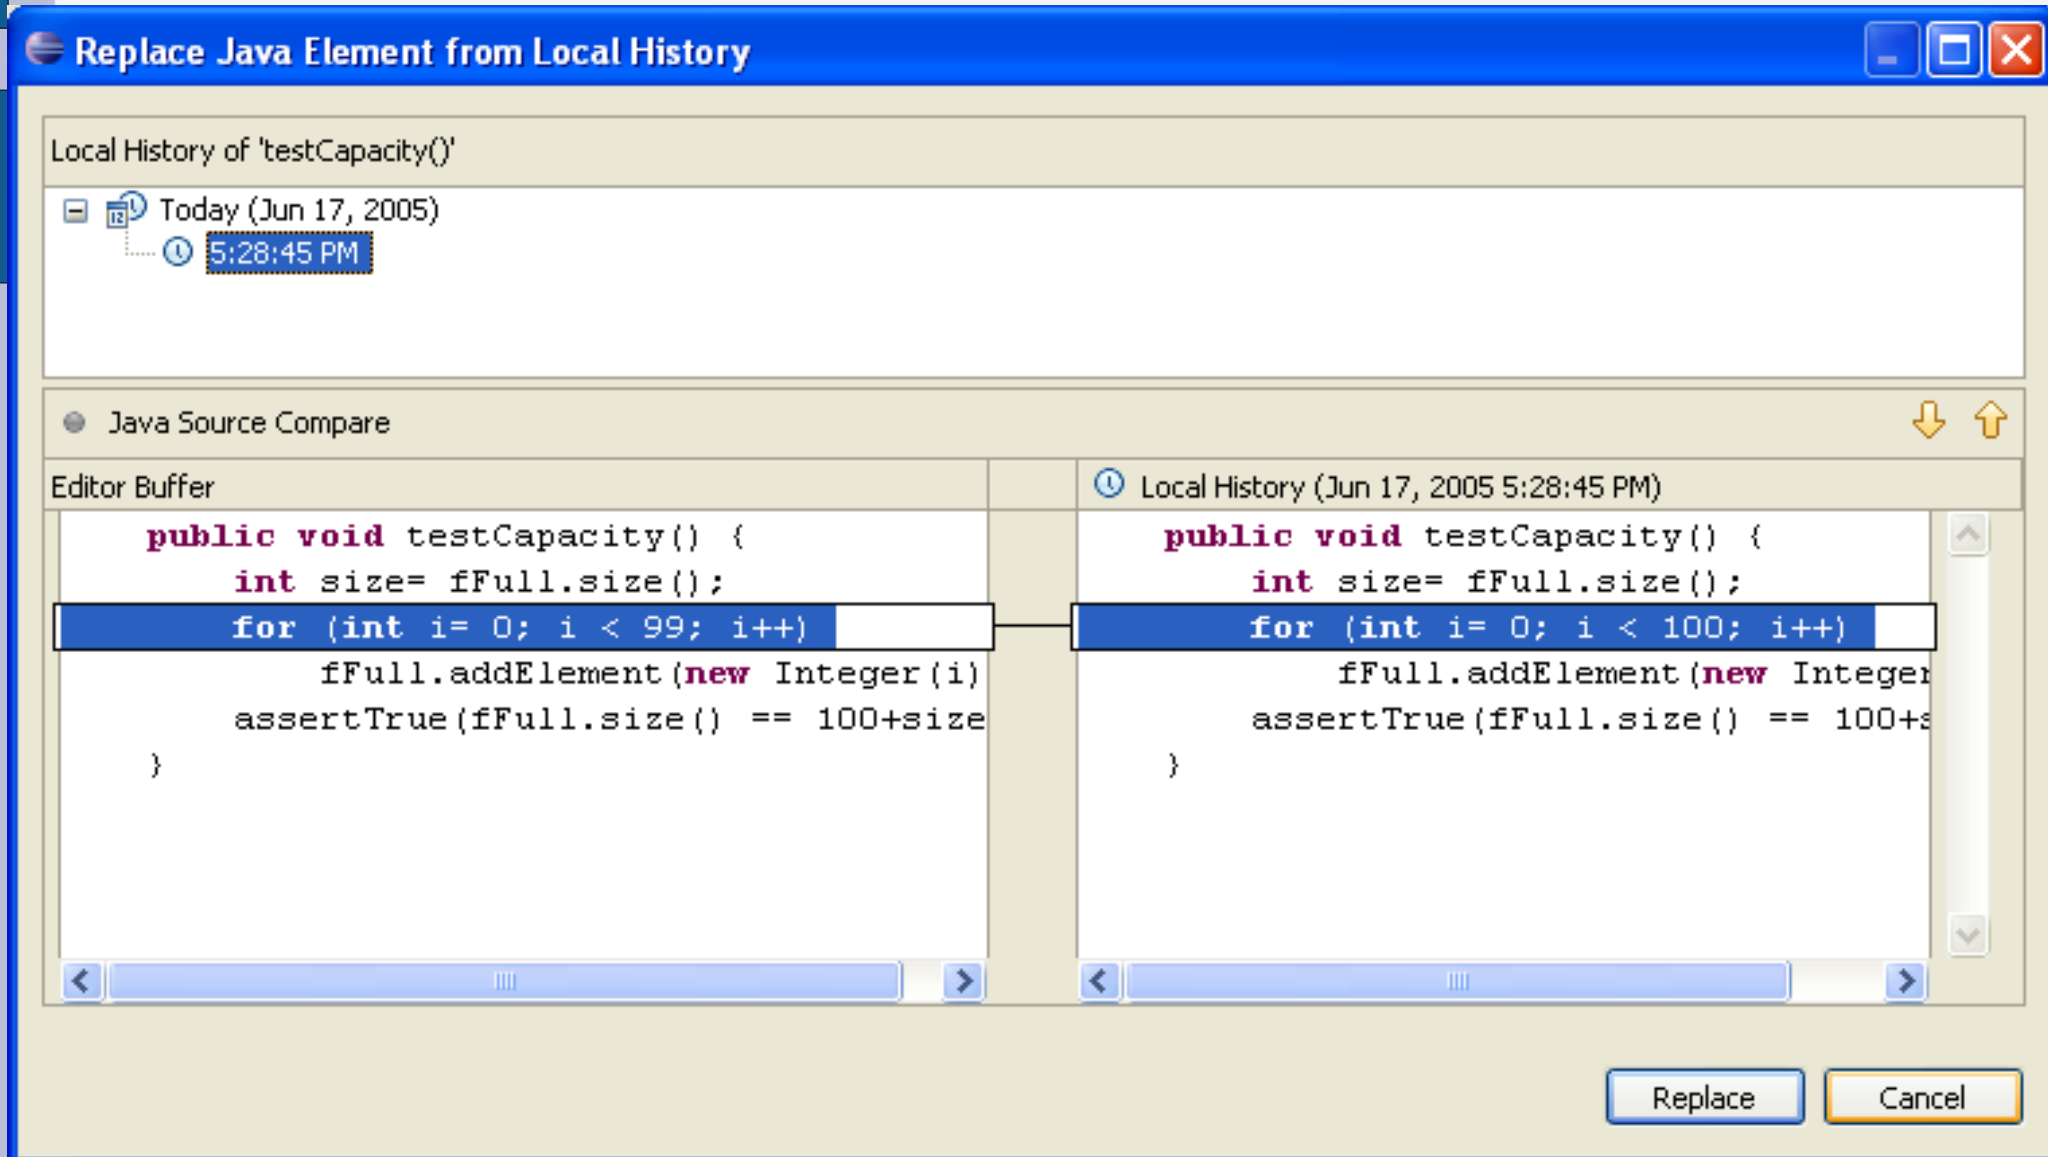 Replace Java Element from Local History
Local History of 'testCapacity()'
Today (Jun 17, 2005)
5:28:45 PM
Java Source Compare
Editor Buffer
public void testCapacity() {
int size= fFull.size();
for (int i= 0; i < 99; i++)
fFull.addElement(new Integer(i)
assertTrue(fFull.size() == 100+size
}
Local History (Jun 17, 2005 5:28:45 PM)
public void testCapacity() {
int size= fFull.size();
for (int i= 0; i < 100; i++)
fFull.addElement(new Integer
assertTrue(fFull.size() == 100+s
}
Replace
Cancel